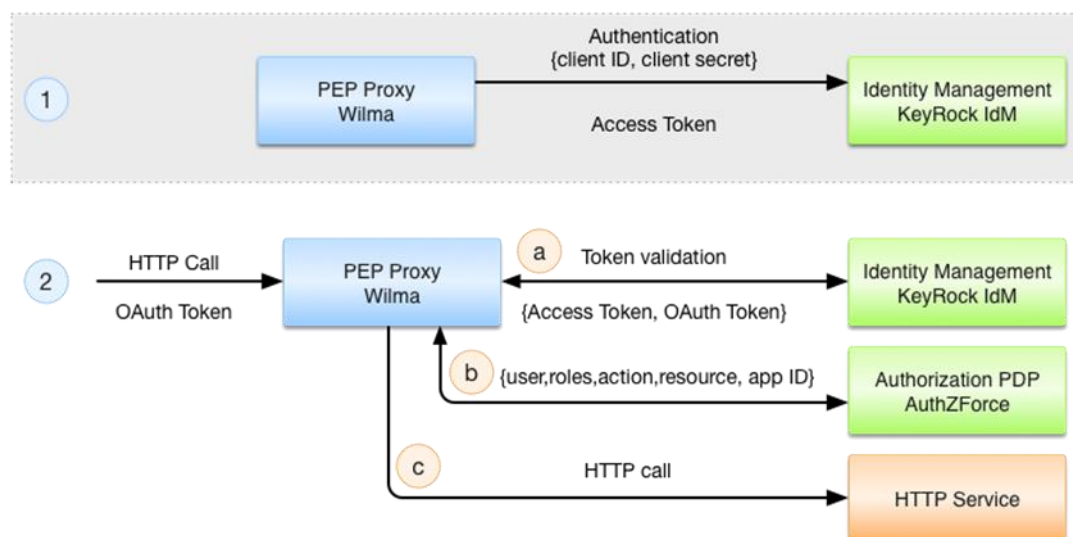 1
PEP Proxy
Wilma
Authentication
{client ID, client secret}
Access Token
Identity Management
KeyRock IdM
2
HTTP Call
OAuth Token
PEP Proxy
Wilma
a
Token validation
{Access Token, OAuth Token}
Identity Management
KeyRock IdM
b
{user,roles,action,resource, app ID}
Authorization PDP
AuthZForce
c
HTTP call
HTTP Service